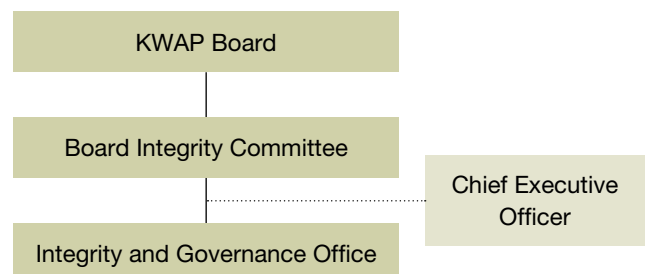 KWAP Board
Board Integrity Committee
Chief Executive
Officer
Integrity and Governance Office